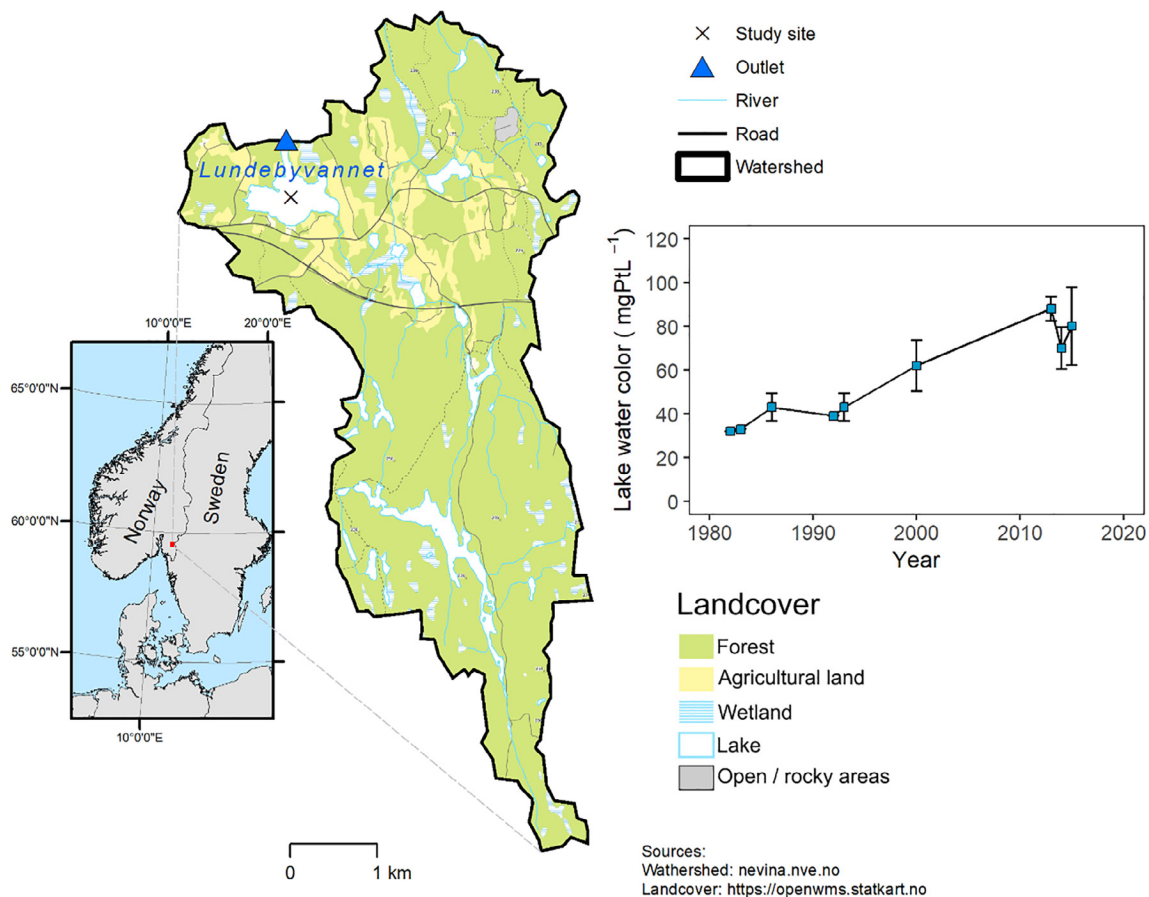 Study site
Outlet
River
Road
Watershed
Lundebyvannet
10°0'0"E
20°0'0"E
65°0'0"N
60°0'0"N
55°0'0"N
10°0'0"E
Norway
Sweden
0
1 km
Lake water color ( mgPtL −1)
120
100
80
60
40
20
0
1980
1990
2000
2010
2020
Year
Landcover
Forest
Agricultural land
Wetland
Lake
Open / rocky areas
Sources:
Wathershed: nevina.nve.no
Landcover: https://openwms.statkart.no